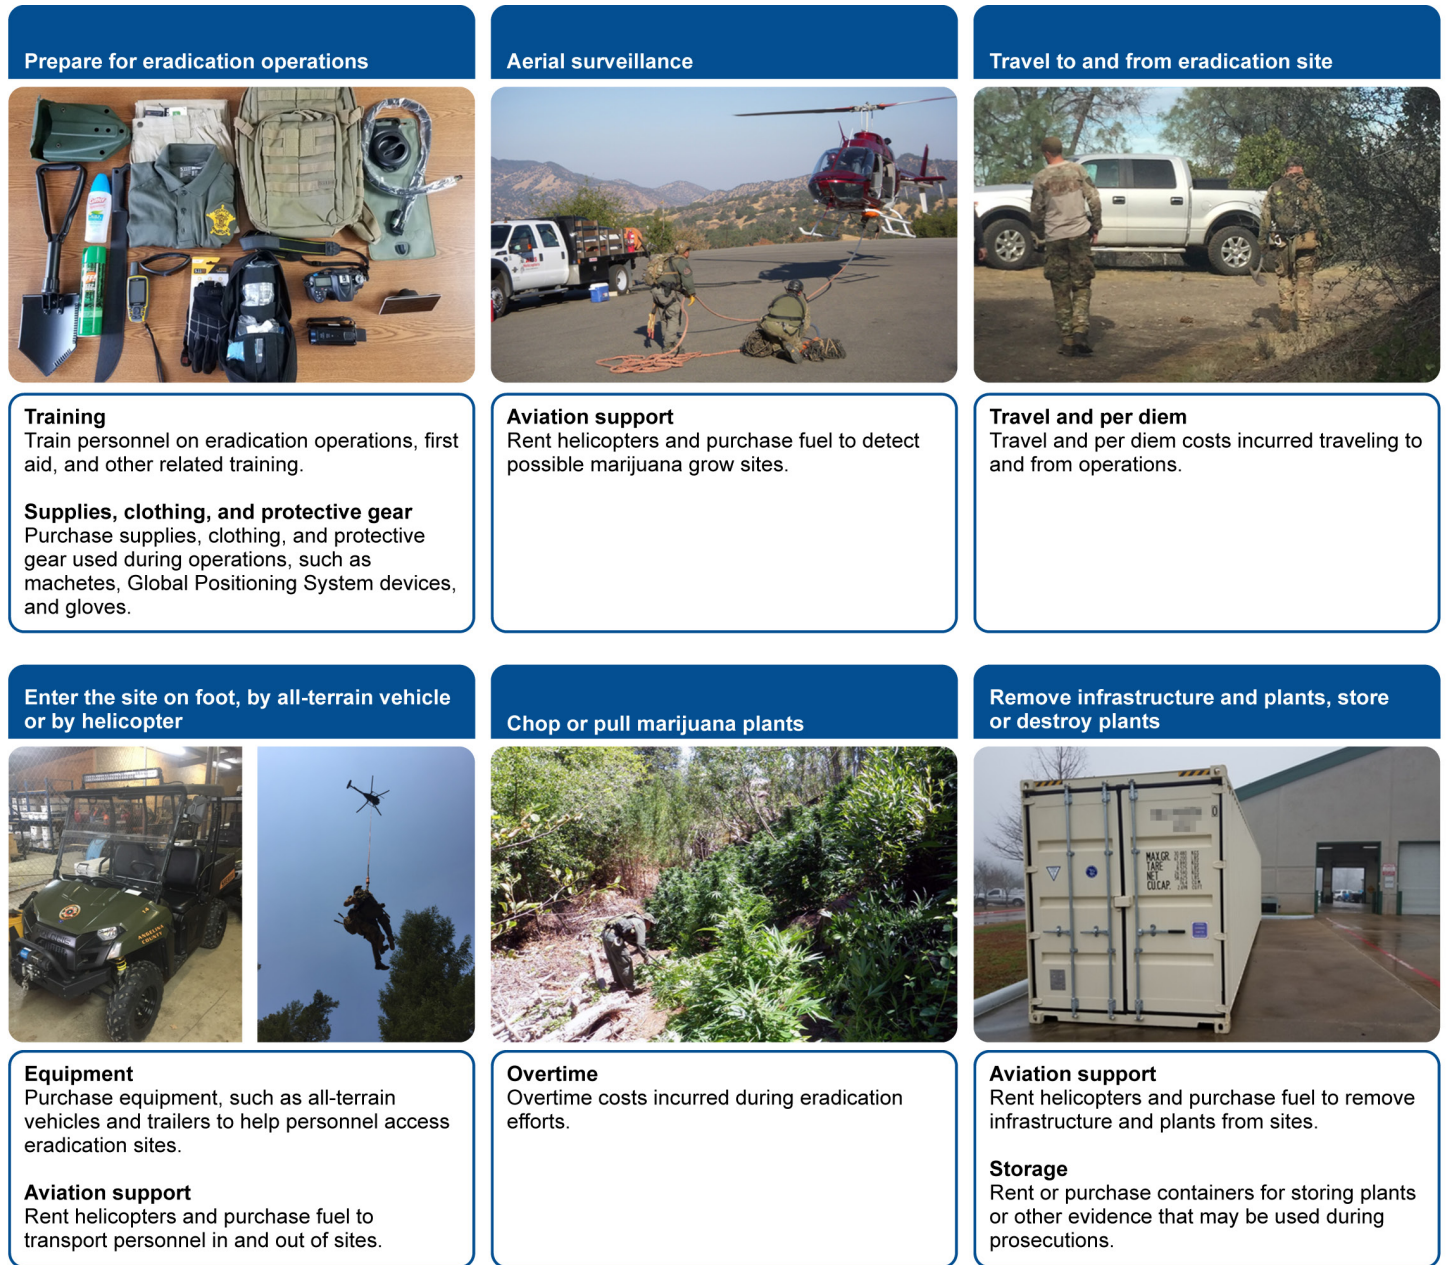 Prepare for eradication operations
Training
Train personnel on eradication operations, first
aid, and other related training.
Supplies, clothing, and protective gear
Purchase supplies, clothing, and protective
gear used during operations, such as
machetes, Global Positioning System devices,
and gloves.
Aerial surveillance
Aviation support
Rent helicopters and purchase fuel to detect
possible marijuana grow sites.
Travel to and from eradication site
Travel and per diem
Travel and per diem costs incurred traveling to
and from operations.
Enter the site on foot, by all-terrain vehicle
or by helicopter
ANGELINA
COUNTY
Equipment
Purchase equipment, such as all-terrain
vehicles and trailers to help personnel access
eradication sites.
Aviation support
Rent helicopters and purchase fuel to
transport personnel in and out of sites.
Chop or pull marijuana plants
Overtime
Overtime costs incurred during eradication
efforts.
Remove infrastructure and plants, store
or destroy plants
MAX.GR.
TARE
NET
CU.CAP.
Aviation support
Rent helicopters and purchase fuel to remove
infrastructure and plants from sites.
Storage
Rent or purchase containers for storing plants
or other evidence that may be used during
prosecutions.